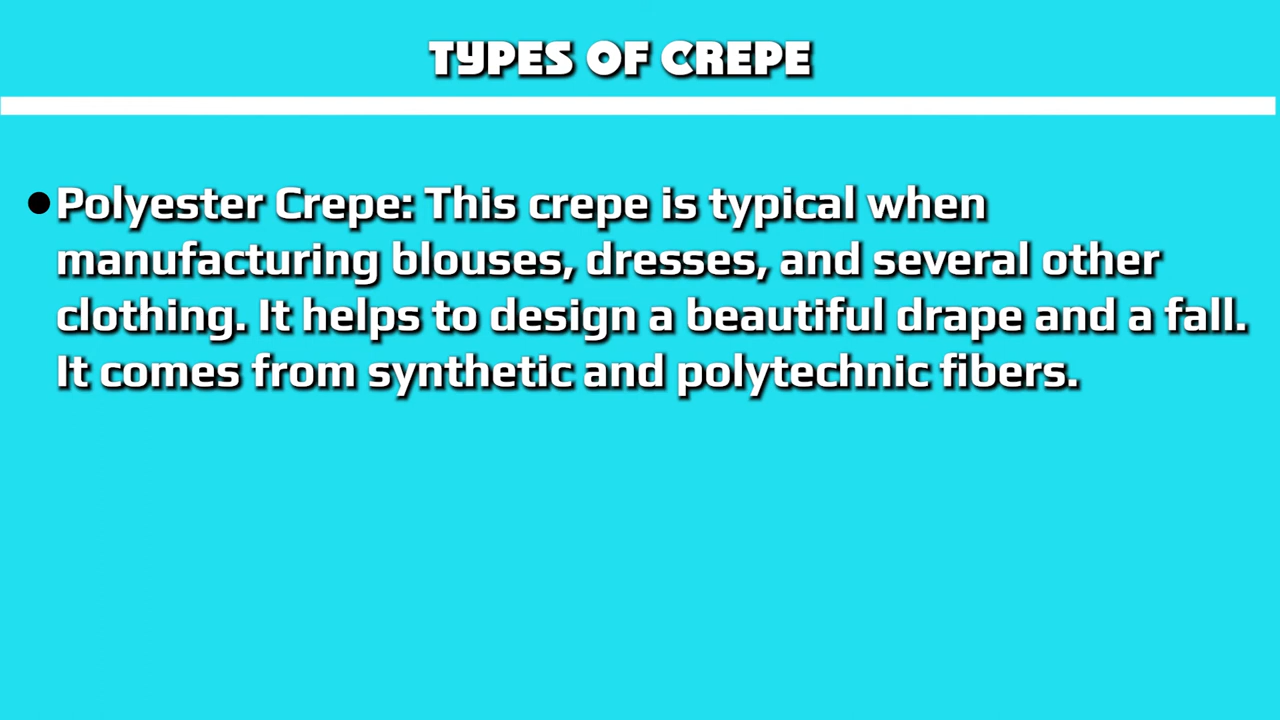 TYPES OF CREPE
●Polyester Crepe: This crepe is typical when
manufacturing blouses, dresses, and several other
clothing. It helps to design a beautiful drape and a fall.
It comes from synthetic and polytechnic fibers.